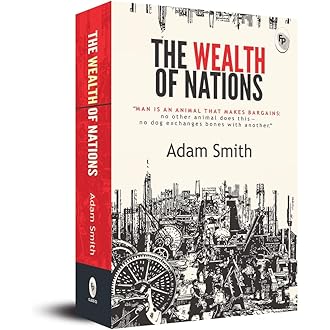 THE WEALTH OF NATIONS
Adam Smith
FP
THE WEALTH
OF NATIONS
"MAN IS AN ANIMAL THAT MAKES BARGAINS:
no other animal does this –
no dog exchanges bones with another."
Adam Smith